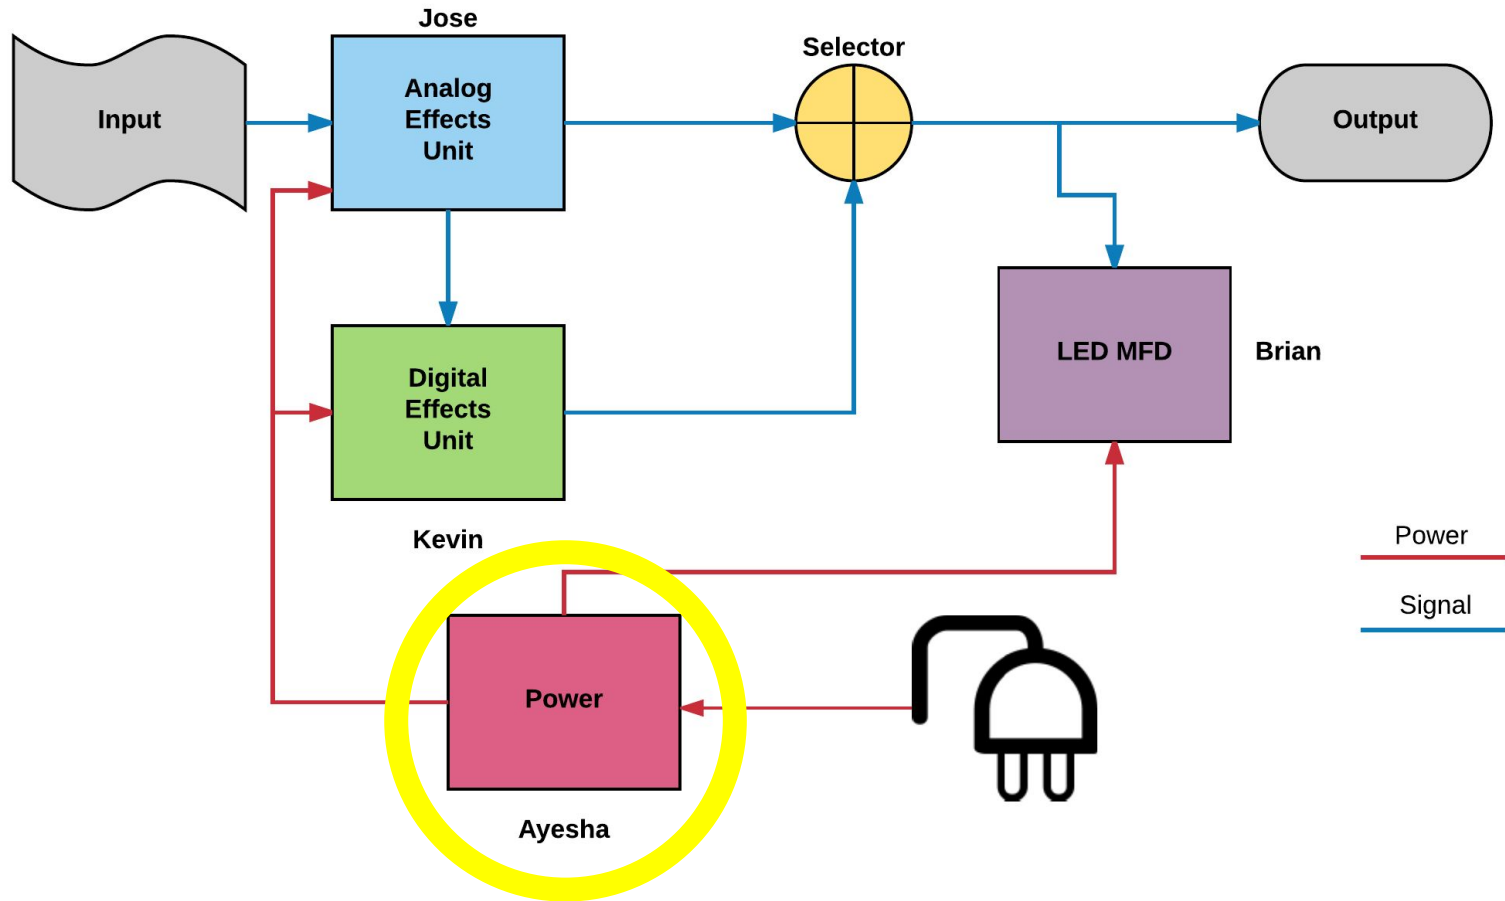 Jose
Selector
Input
Analog
Effects
Unit
Output
Digital
Effects
Unit
LED MFD
Brian
Kevin
Power
Signal
Power
Ayesha